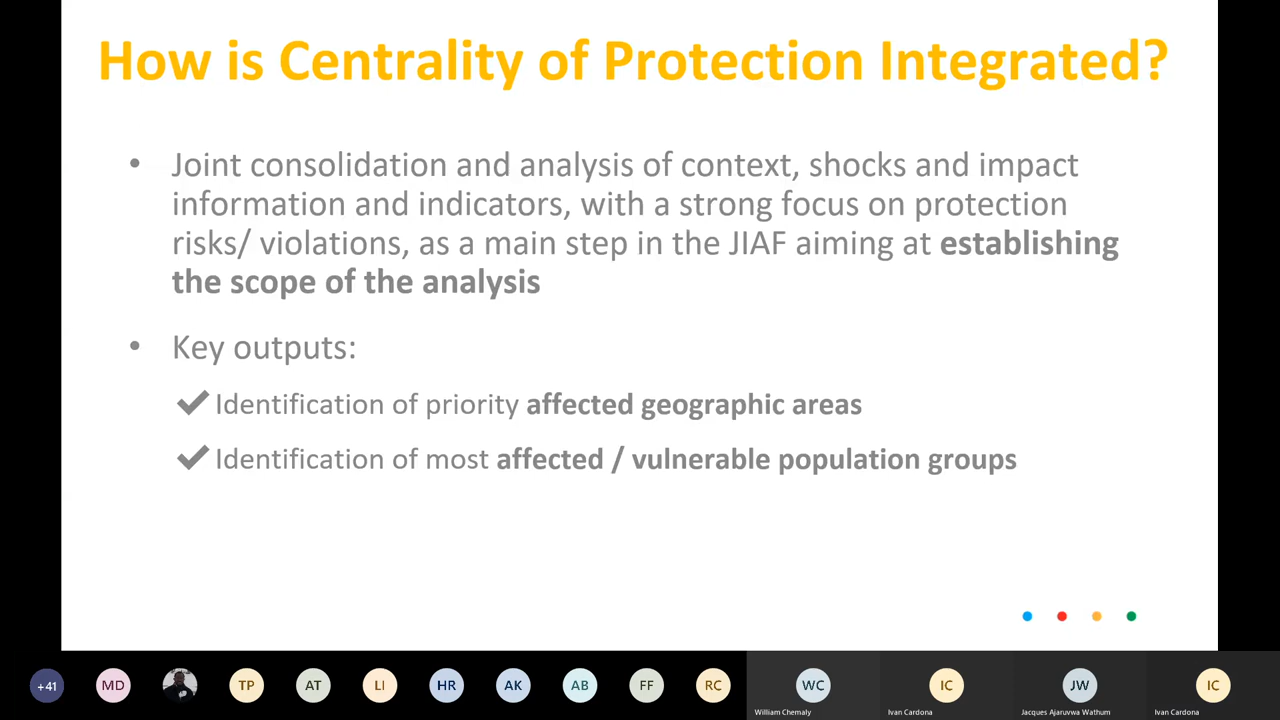 How is Centrality of Protection Integrated?
• Joint consolidation and analysis of context, shocks and impact
information and indicators, with a strong focus on protection
risks/ violations, as a main step in the JIAF aiming at establishing
the scope of the analysis
• Key outputs:
✔ Identification of priority affected geographic areas
✔ Identification of most affected / vulnerable population groups
+41 MD TP AT LI HR AK AB FF RC WC IC JW IC
William Chemaly Ivan Cardona Jacques Ajaruvwa Wathum Ivan Cardona